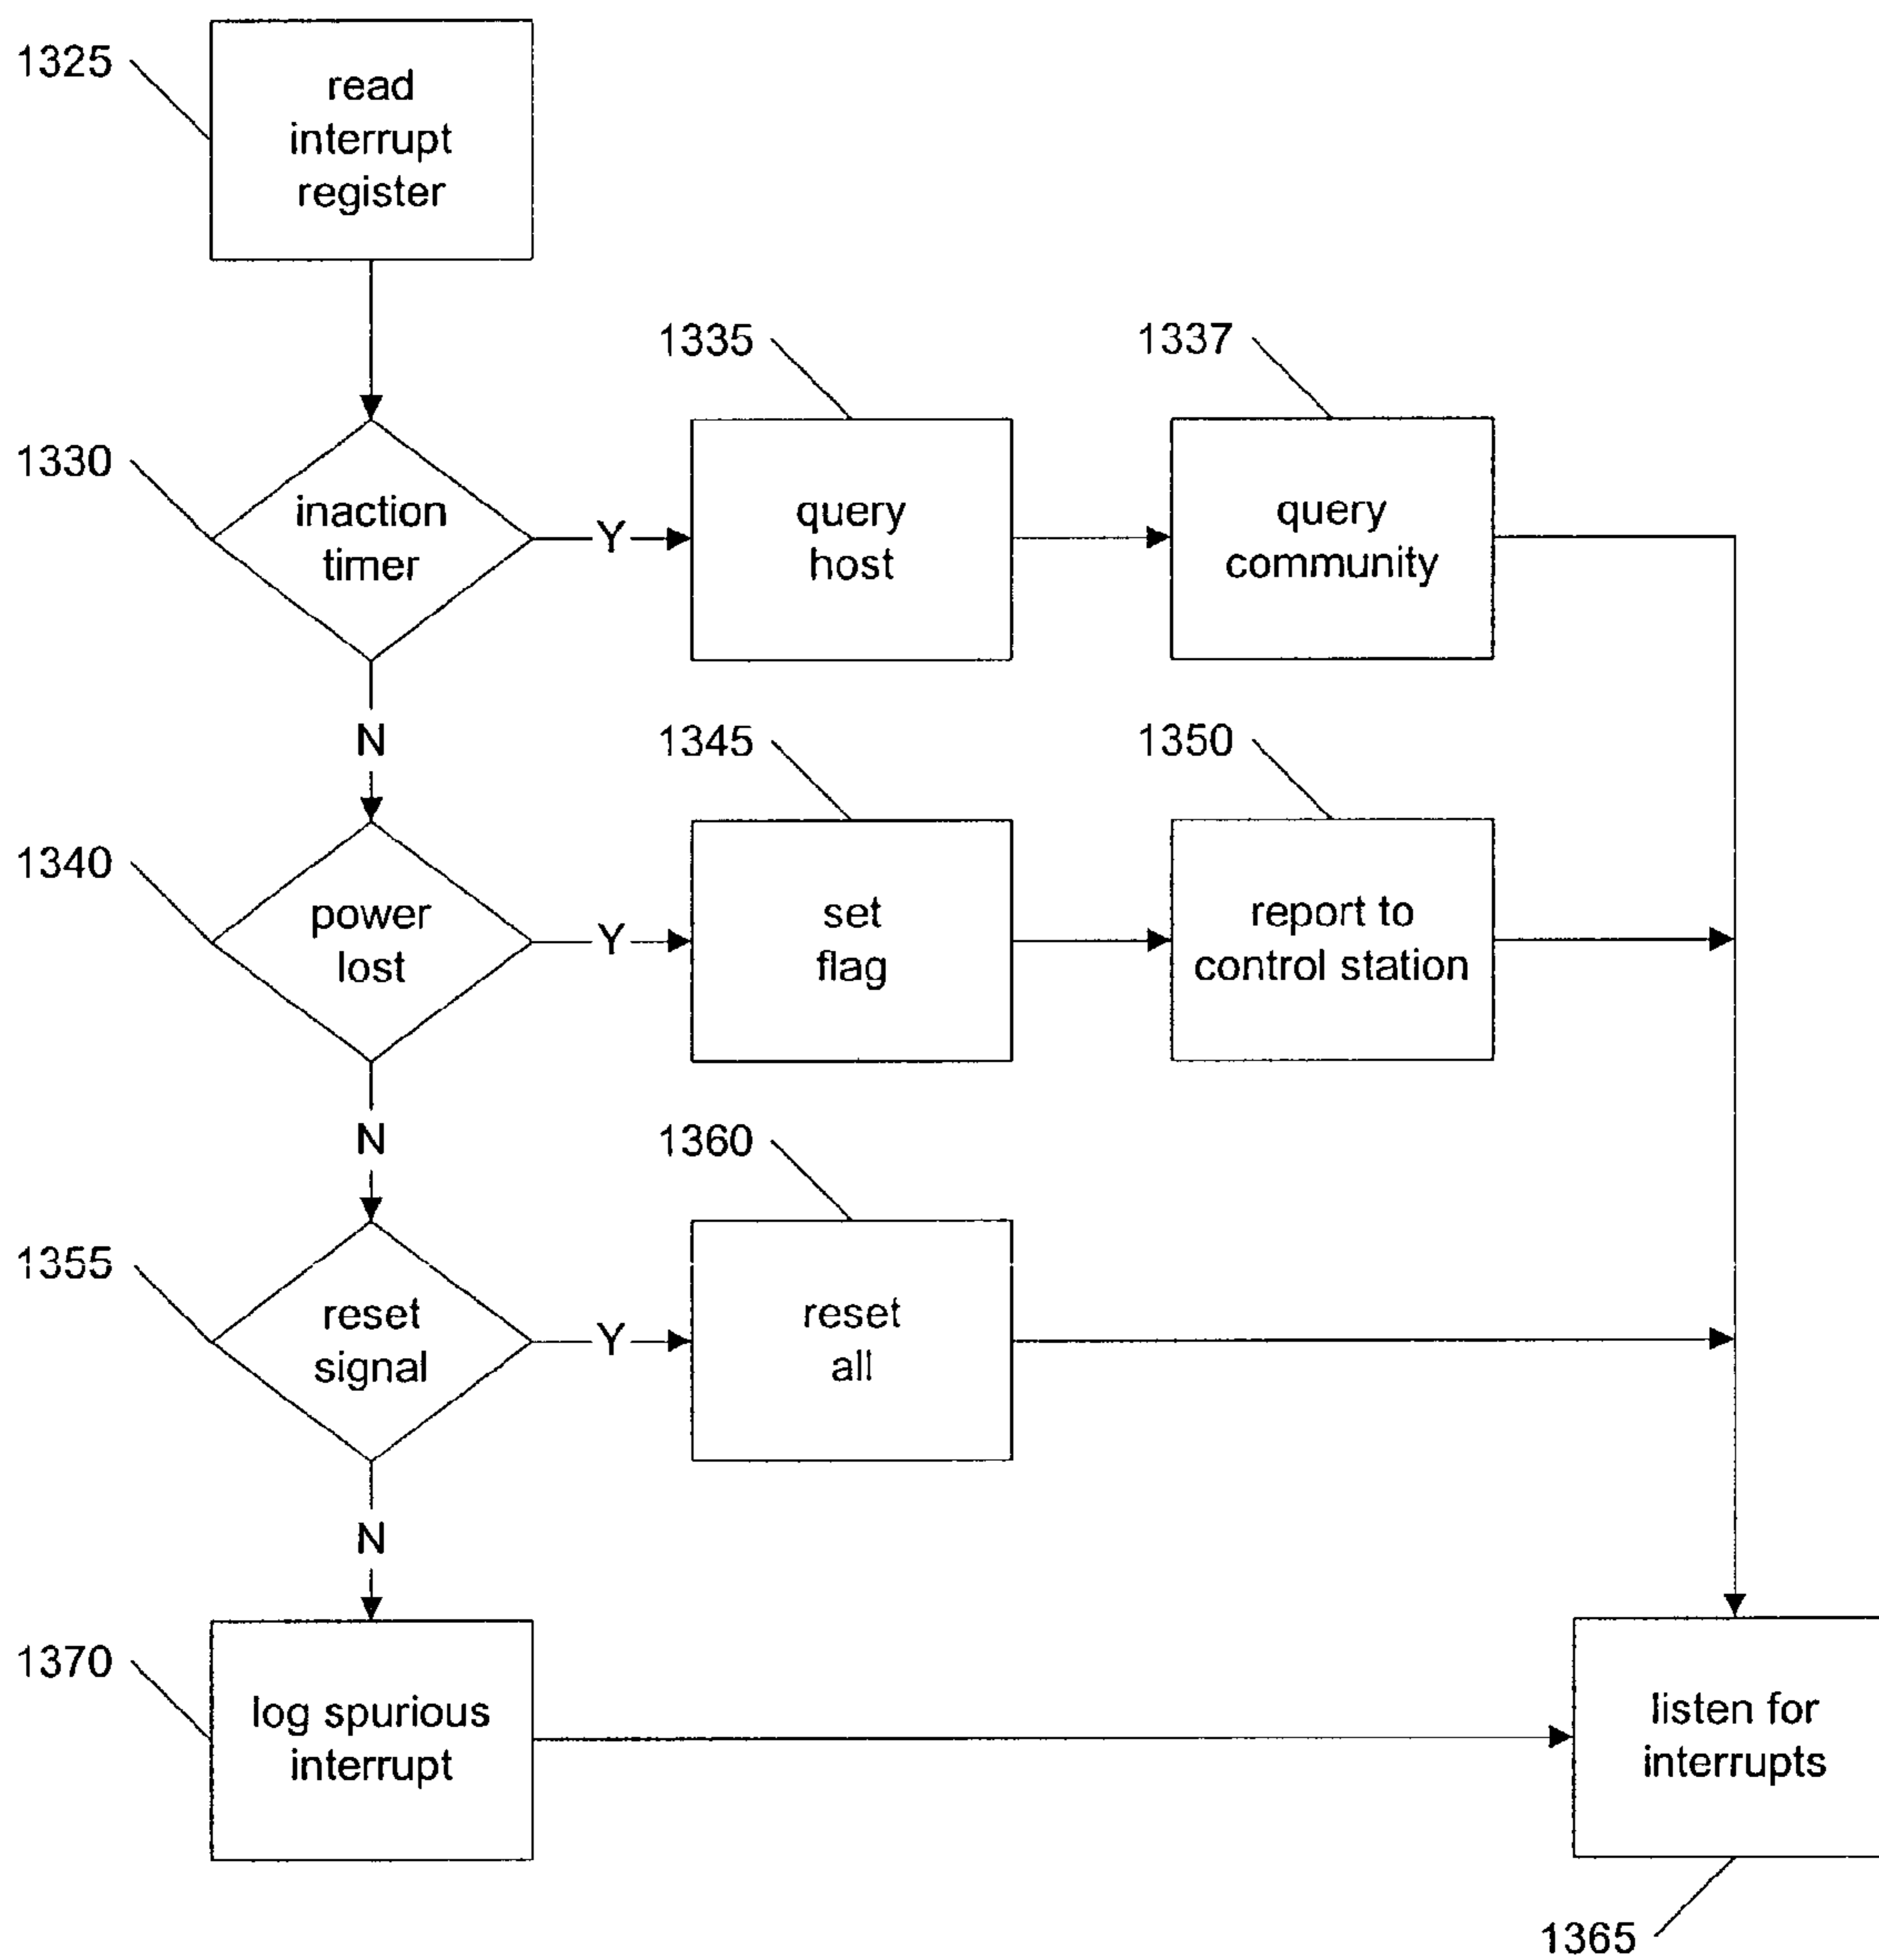 1325
read
interrupt
register
1335
1337
1330
inaction
timer
Y
query
host
query
community
N
1345
1350
1340
power
lost
Y
set
flag
report to
control station
N
1360
1355
reset
signal
Y
reset
all
N
1370
log spurious
interrupt
listen for
interrupts
1365